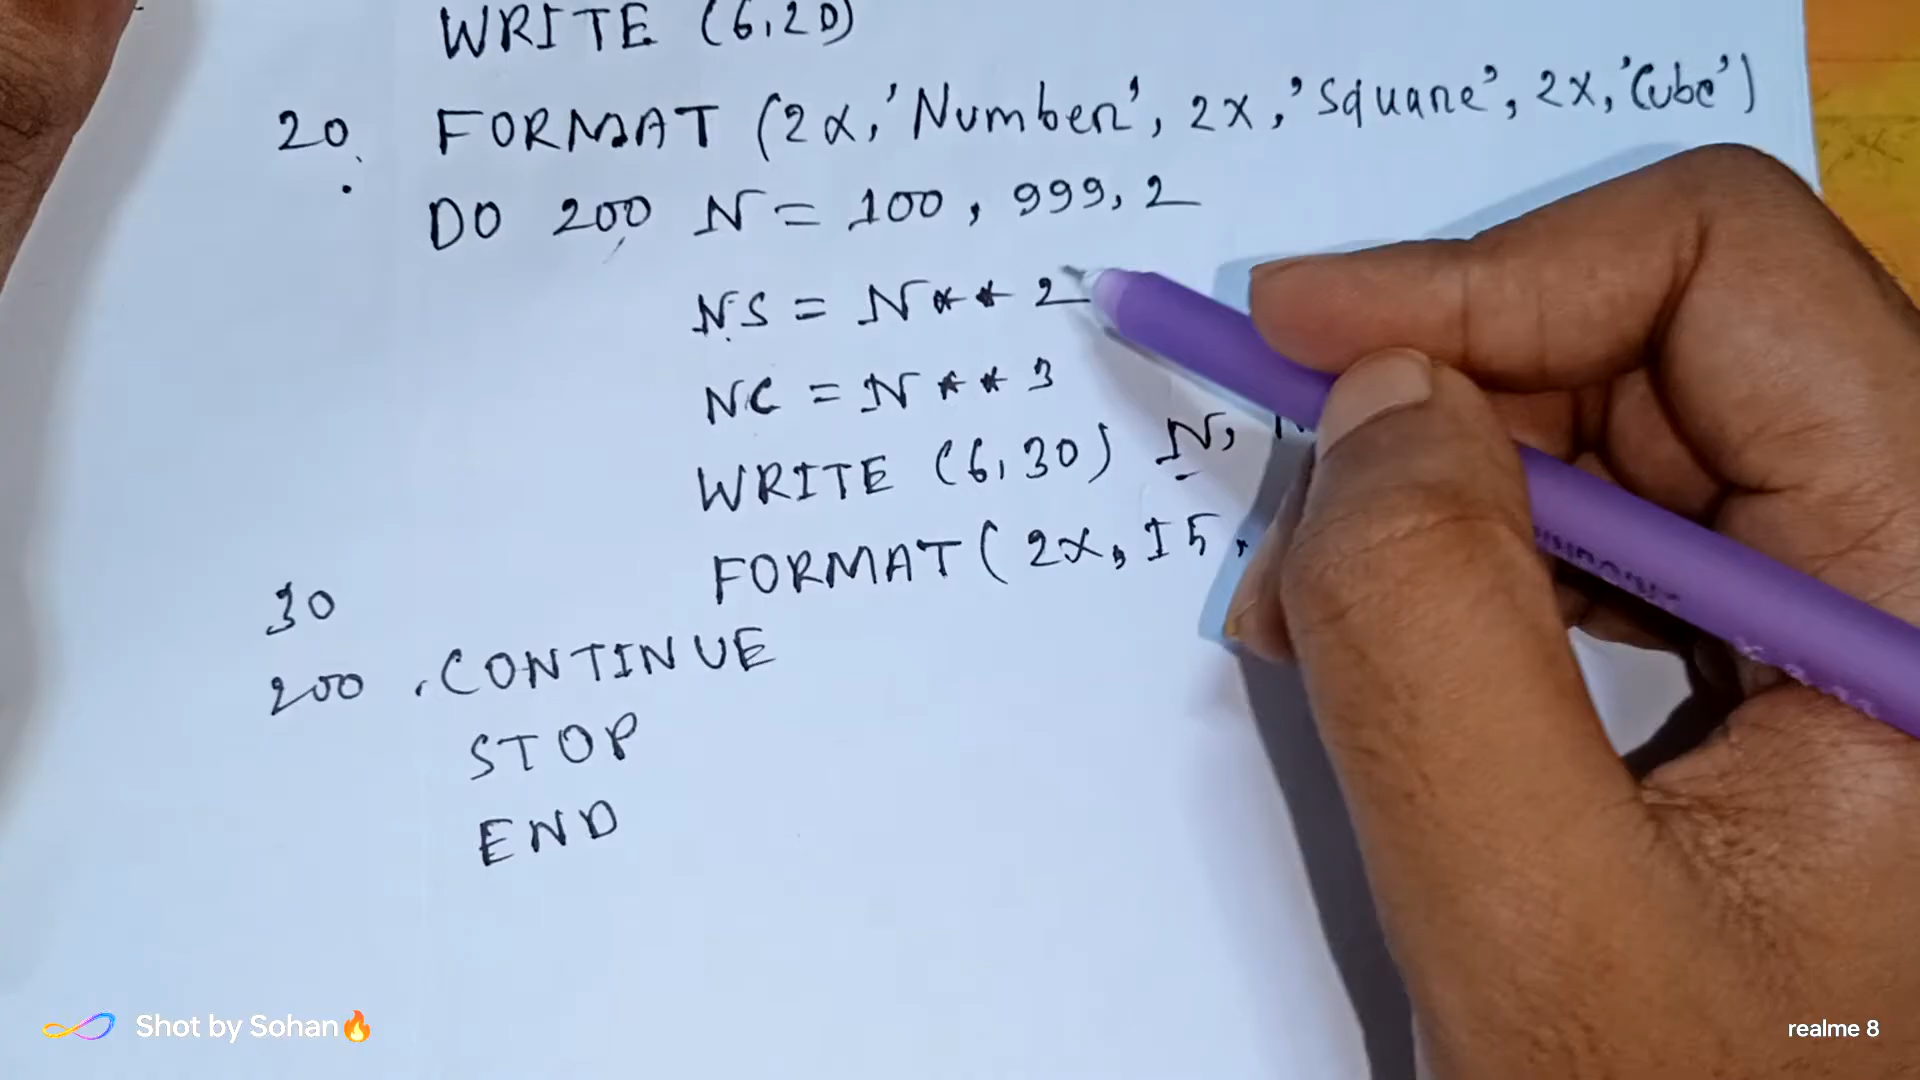 WRITE (6,20)
20 FORMAT (2x, 'Number', 2x, 'Square', 2x, 'Cube')
DO 200 N = 100, 999, 2
NS = N ** 2
NC = N ** 3
WRITE (6,30) N,
FORMAT ( 2x, I5,
30
200 CONTINUE
STOP
END
Shot by Sohan🔥
realme 8